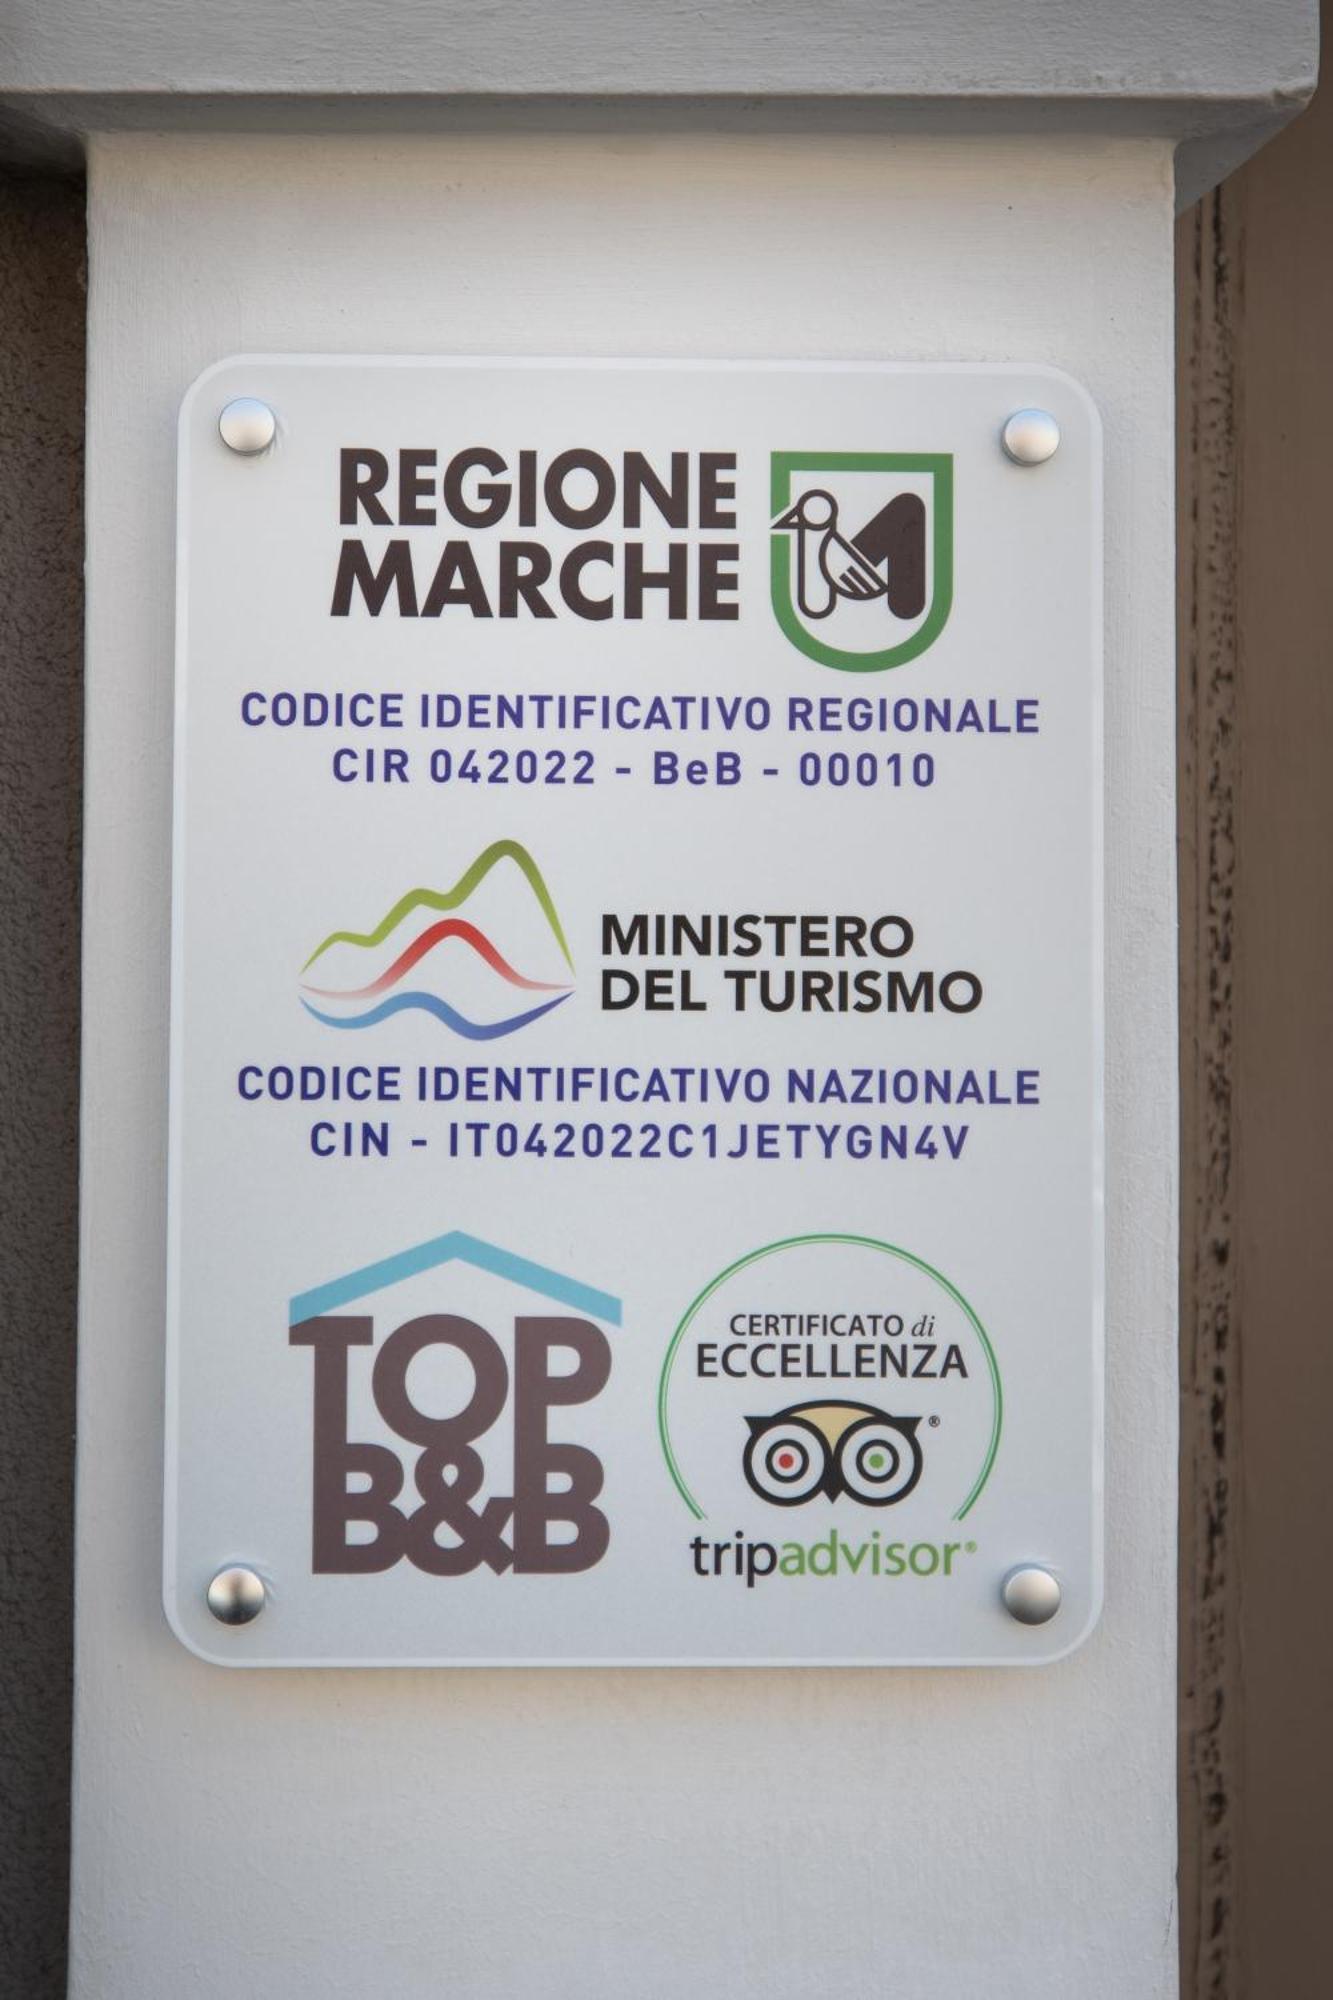 REGIONE
MARCHE
CODICE IDENTIFICATIVO REGIONALE
CIR 042022 - BeB - 00010
MINISTERO
DEL TURISMO
CODICE IDENTIFICATIVO NAZIONALE
CIN - IT042022C1JETYGN4V
TOP
B&B
CERTIFICATO di
ECCELLENZA
®
tripadvisor®